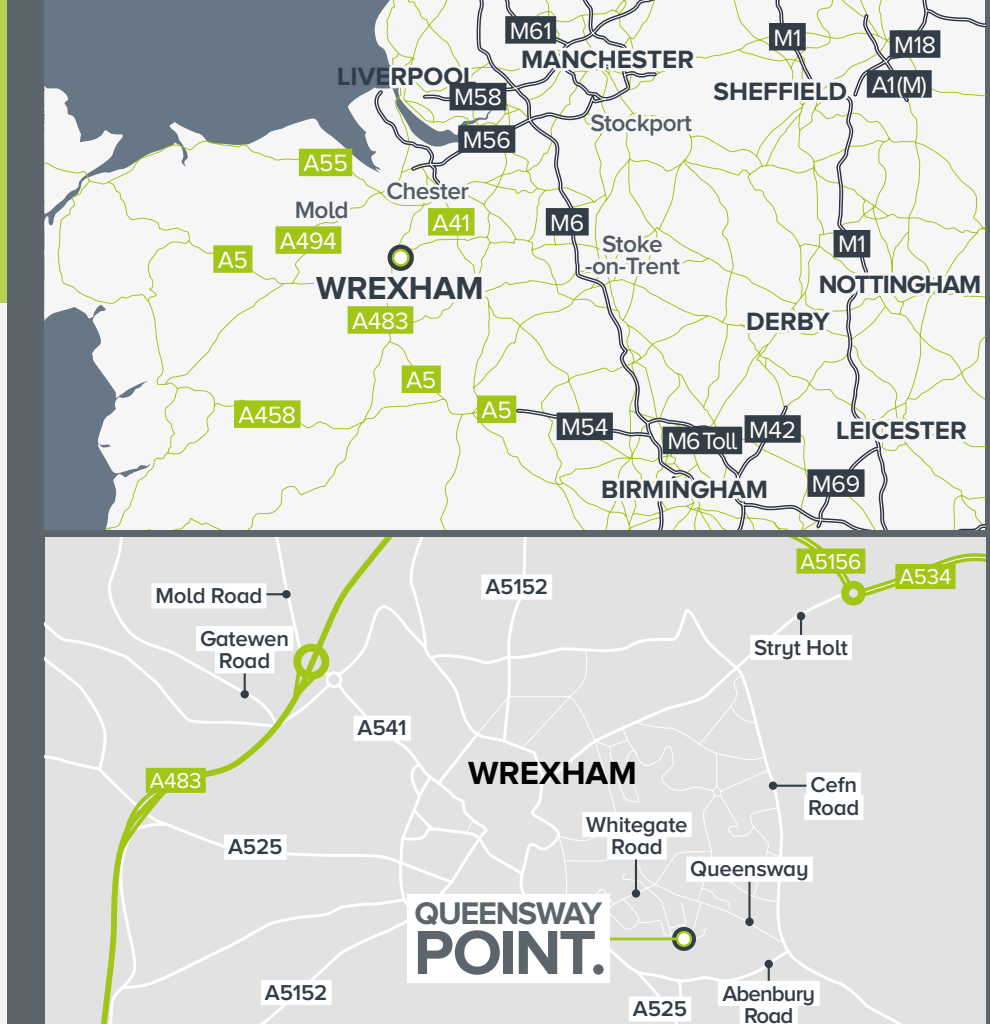 M61
M1
M18
MANCHESTER
LIVERPOOL
M58
SHEFFIELD
A1(M)
Stockport
M56
A55
Chester
Mold
A41
M6
A494
A5
Stoke
-on-Trent
M1
WREXHAM
NOTTINGHAM
A483
DERBY
A5
A458
A5
M54
M6 Toll
M42
LEICESTER
BIRMINGHAM
M69
A5156
A534
Mold Road
A5152
Gatewen
Road
Stryt Holt
A541
WREXHAM
A483
Cefn
Road
Whitegate
Road
A525
Queensway
QUEENSWAY
POINT.
A5152
A525
Abenbury
Road